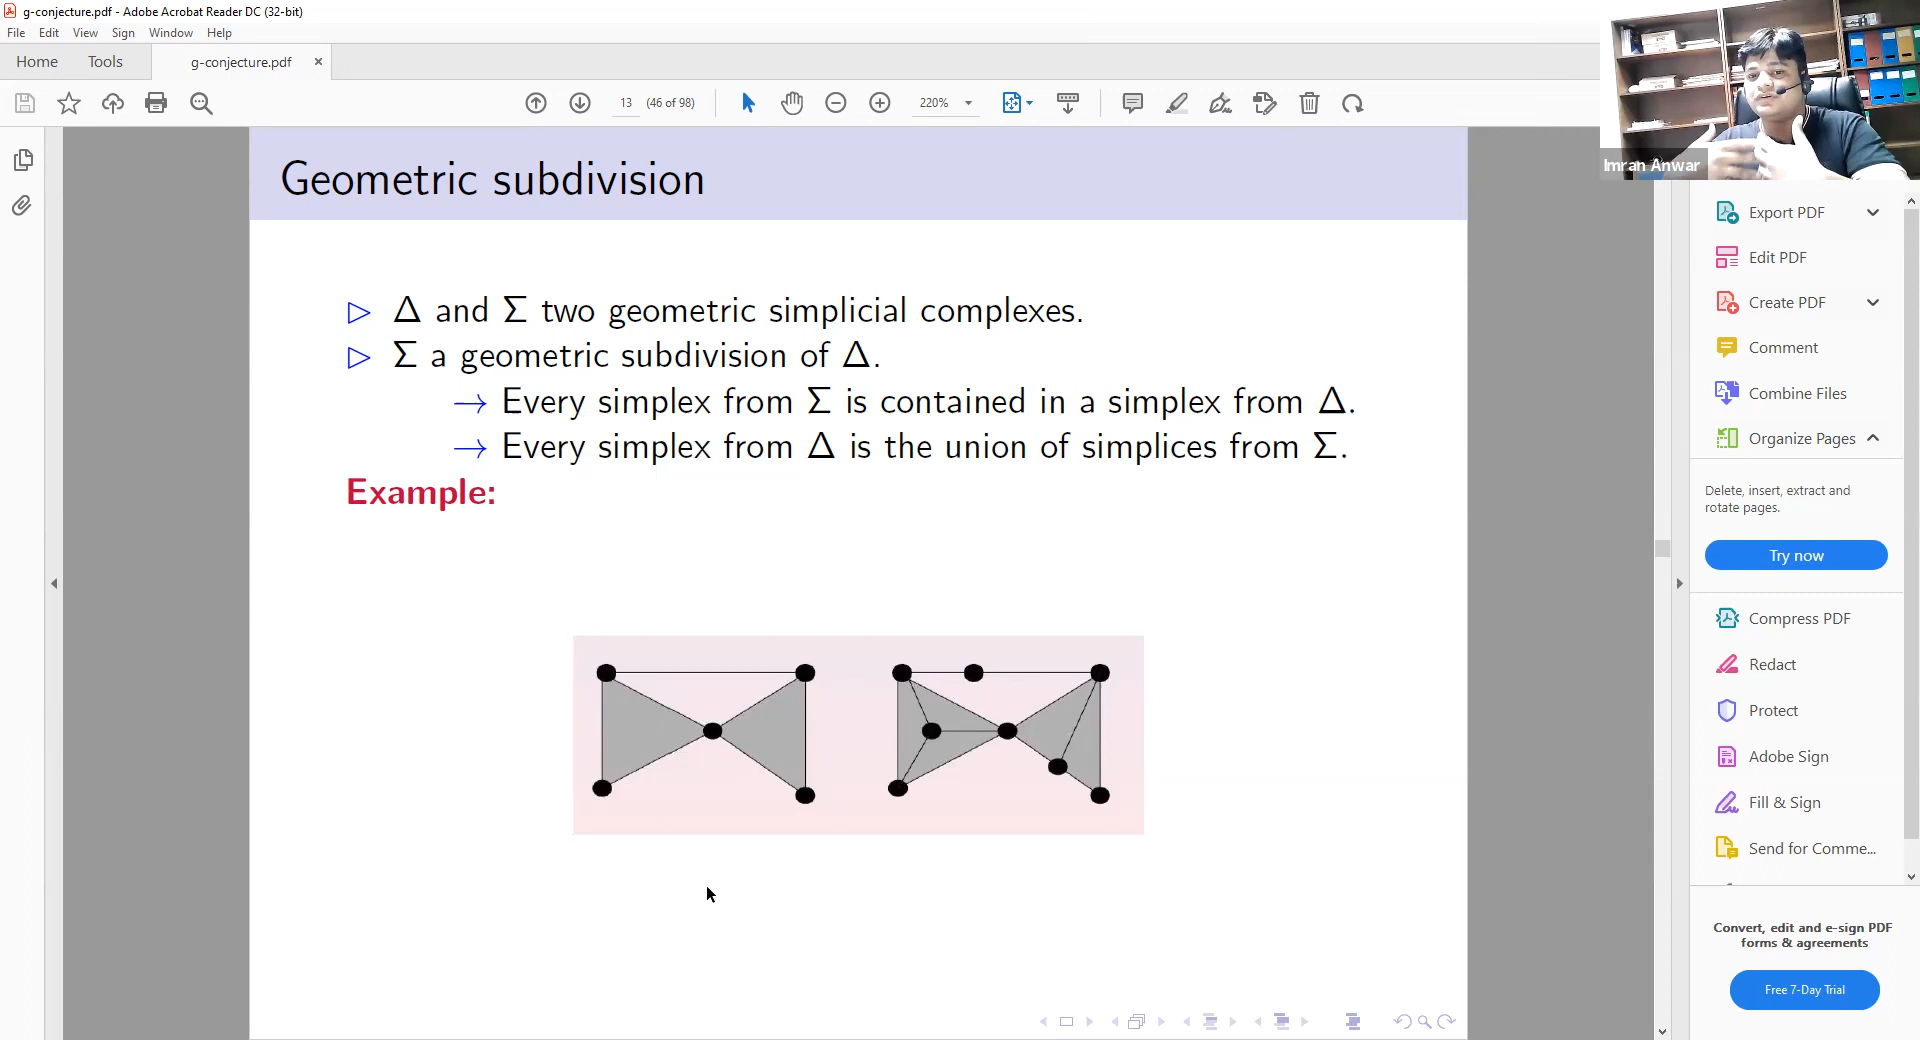 g-conjecture.pdf - Adobe Acrobat Reader DC (32-bit)
File Edit View Sign Window Help
Home Tools g-conjecture.pdf ×
13 (46 of 98) 220%
Imran Anwar
Geometric subdivision
▷ Δ and Σ two geometric simplicial complexes.
▷ Σ a geometric subdivision of Δ.
→ Every simplex from Σ is contained in a simplex from Δ.
→ Every simplex from Δ is the union of simplices from Σ.
Example:
Export PDF
Edit PDF
Create PDF
Comment
Combine Files
Organize Pages
Delete, insert, extract and
rotate pages.
Try now
Compress PDF
Redact
Protect
Adobe Sign
Fill & Sign
Send for Comme...
Convert, edit and e-sign PDF
forms & agreements
Free 7-Day Trial